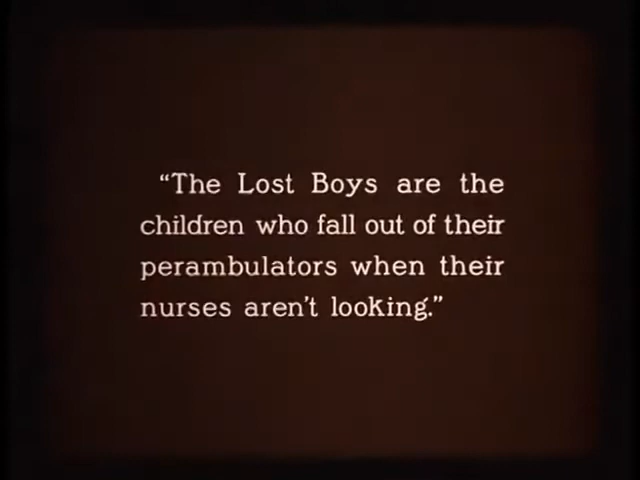 “The Lost Boys are the
children who fall out of their
perambulators when their
nurses aren't looking.”